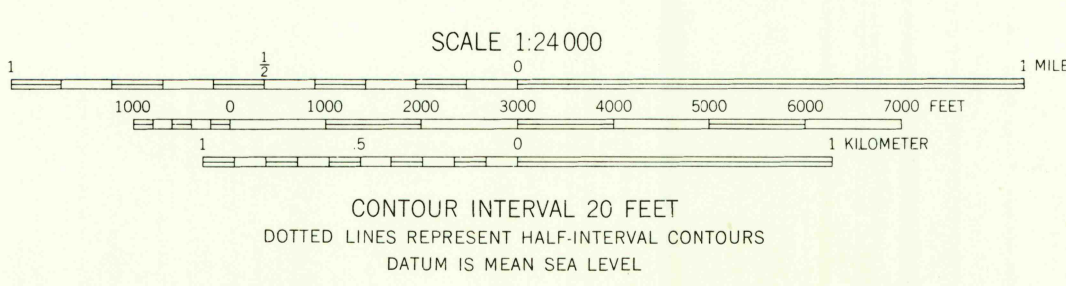 SCALE 1:24 000
1 1/2 0 1 MILE
1000 0 1000 2000 3000 4000 5000 6000 7000 FEET
1 .5 0 1 KILOMETER
CONTOUR INTERVAL 20 FEET
DOTTED LINES REPRESENT HALF-INTERVAL CONTOURS
DATUM IS MEAN SEA LEVEL